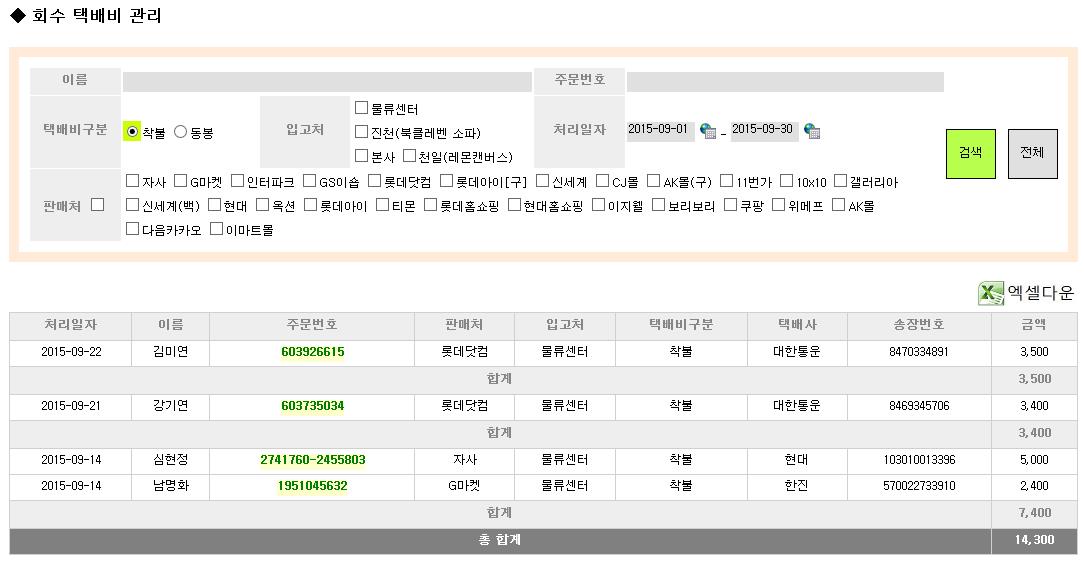 ◆ 회수 택배비 관리
이름 주문번호
택배비구분 착불 동봉 입고처 물류센터 진천(북클레벤 소파) 본사 천일(레몬캔버스) 처리일자 2015-09-01 - 2015-09-30 검색 전체
판매처 자사 G마켓 인터파크 GS이숍 롯데닷컴 롯데아이[구] 신세계 CJ몰 AK몰(구) 11번가 10x10 갤러리아
신세계(백) 현대 옥션 롯데아이 티몬 롯데홈쇼핑 현대홈쇼핑 이지웰 보리보리 쿠팡 위메프 AK몰
다음카카오 이마트몰
엑셀다운
처리일자 이름 주문번호 판매처 입고처 택배비구분 택배사 송장번호 금액
2015-09-22 김미연 603926615 롯데닷컴 물류센터 착불 대한통운 8470334891 3,500
합계 3,500
2015-09-21 강기연 603735034 롯데닷컴 물류센터 착불 대한통운 8469345706 3,400
합계 3,400
2015-09-14 심현정 2741760-2455803 자사 물류센터 착불 현대 103010013396 5,000
2015-09-14 남명화 1951045632 G마켓 물류센터 착불 한진 570022733910 2,400
합계 7,400
총 합계 14,300